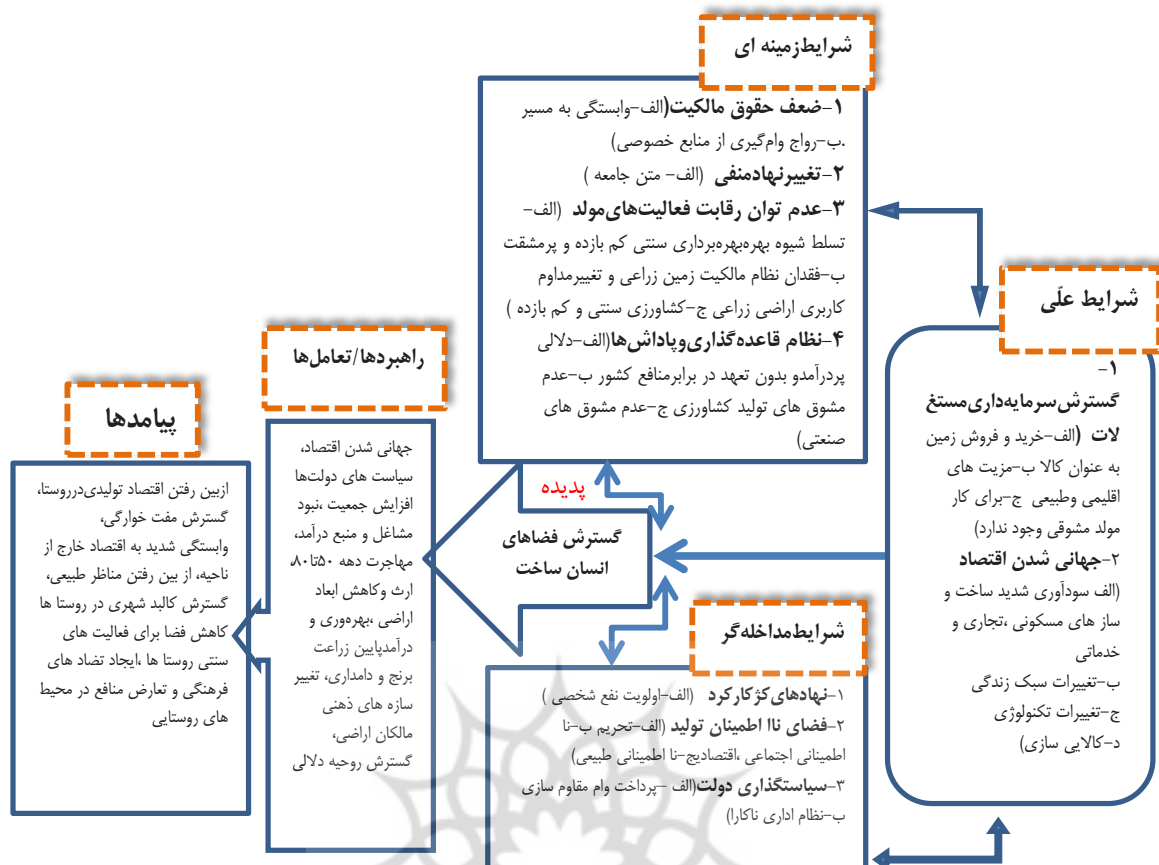 شرایط‌زمینه ای
۱-ضعف حقوق مالکیت(الف-وابستگی به مسیر
.ب-رواج وام‌گیری از منابع خصوصی)
۲-تغییرنهادمنفی (الف- متن جامعه )
۳-عدم توان رقابت فعالیت‌های‌مولد (الف-
تسلط شیوه بهره‌بهره‌برداری سنتی کم بازده و پرمشقت
ب-فقدان نظام مالکیت زمین زراعی و تغییرمداوم
کاربری اراضی زراعی ج-کشاورزی سنتی و کم بازده )
۴-نظام قاعده‌گذاری‌وپاداش‌ها(الف-دلالی
پردرآمدو بدون تعهد در برابرمنافع کشور ب-عدم
مشوق های تولید کشاورزی ج-عدم مشوق های
صنعتی)
شرایط علّی
۱-
گسترش‌سرمایه‌داری‌مستغ
لات (الف-خرید و فروش زمین
به عنوان کالا ب-مزیت های
اقلیمی وطبیعی ج-برای کار
مولد مشوقی وجود ندارد)
۲-جهانی شدن اقتصاد
(الف سودآوری شدید ساخت و
ساز های مسکونی ،تجاری و
خدماتی
ب-تغییرات سبک زندگی
ج-تغییرات تکنولوژی
د-کالایی سازی)
پدیده
گسترش فضاهای
انسان ساخت
شرایط‌مداخله‌گر
۱-نهادهای‌کژکارکرد (الف-اولویت نفع شخصی )
۲-فضای ناا اطمینان تولید (الف-تحریم ب-نا
اطمینانی اجتماعی ،اقتصادیج-نا اطمینانی طبیعی)
۳-سیاستگذاری دولت(الف -پرداخت وام مقاوم سازی
ب-نظام اداری ناکارا)
راهبردها/تعامل‌ها
جهانی شدن اقتصاد،
سیاست های دولت‌ها
افزایش جمعیت ،نبود
مشاغل و منبع درآمد،
مهاجرت دهه ۵۰تا۸۰،
ارث وکاهش ابعاد
اراضی ،بهره‌وری و
درآمدپایین زراعت
برنج و دامداری، تغییر
سازه های ذهنی
مالکان اراضی،
گسترش روحیه دلالی
پیامدها
ازبین رفتن اقتصاد تولیدی‌درروستا،
گسترش مفت خوارگی،
وابستگی شدید به اقتصاد خارج از
ناحیه، از بین رفتن مناظر طبیعی،
گسترش کالبد شهری در روستا ها
کاهش فضا برای فعالیت های
سنتی روستا ها ،ایجاد تضاد های
فرهنگی و تعارض منافع در محیط
های روستایی